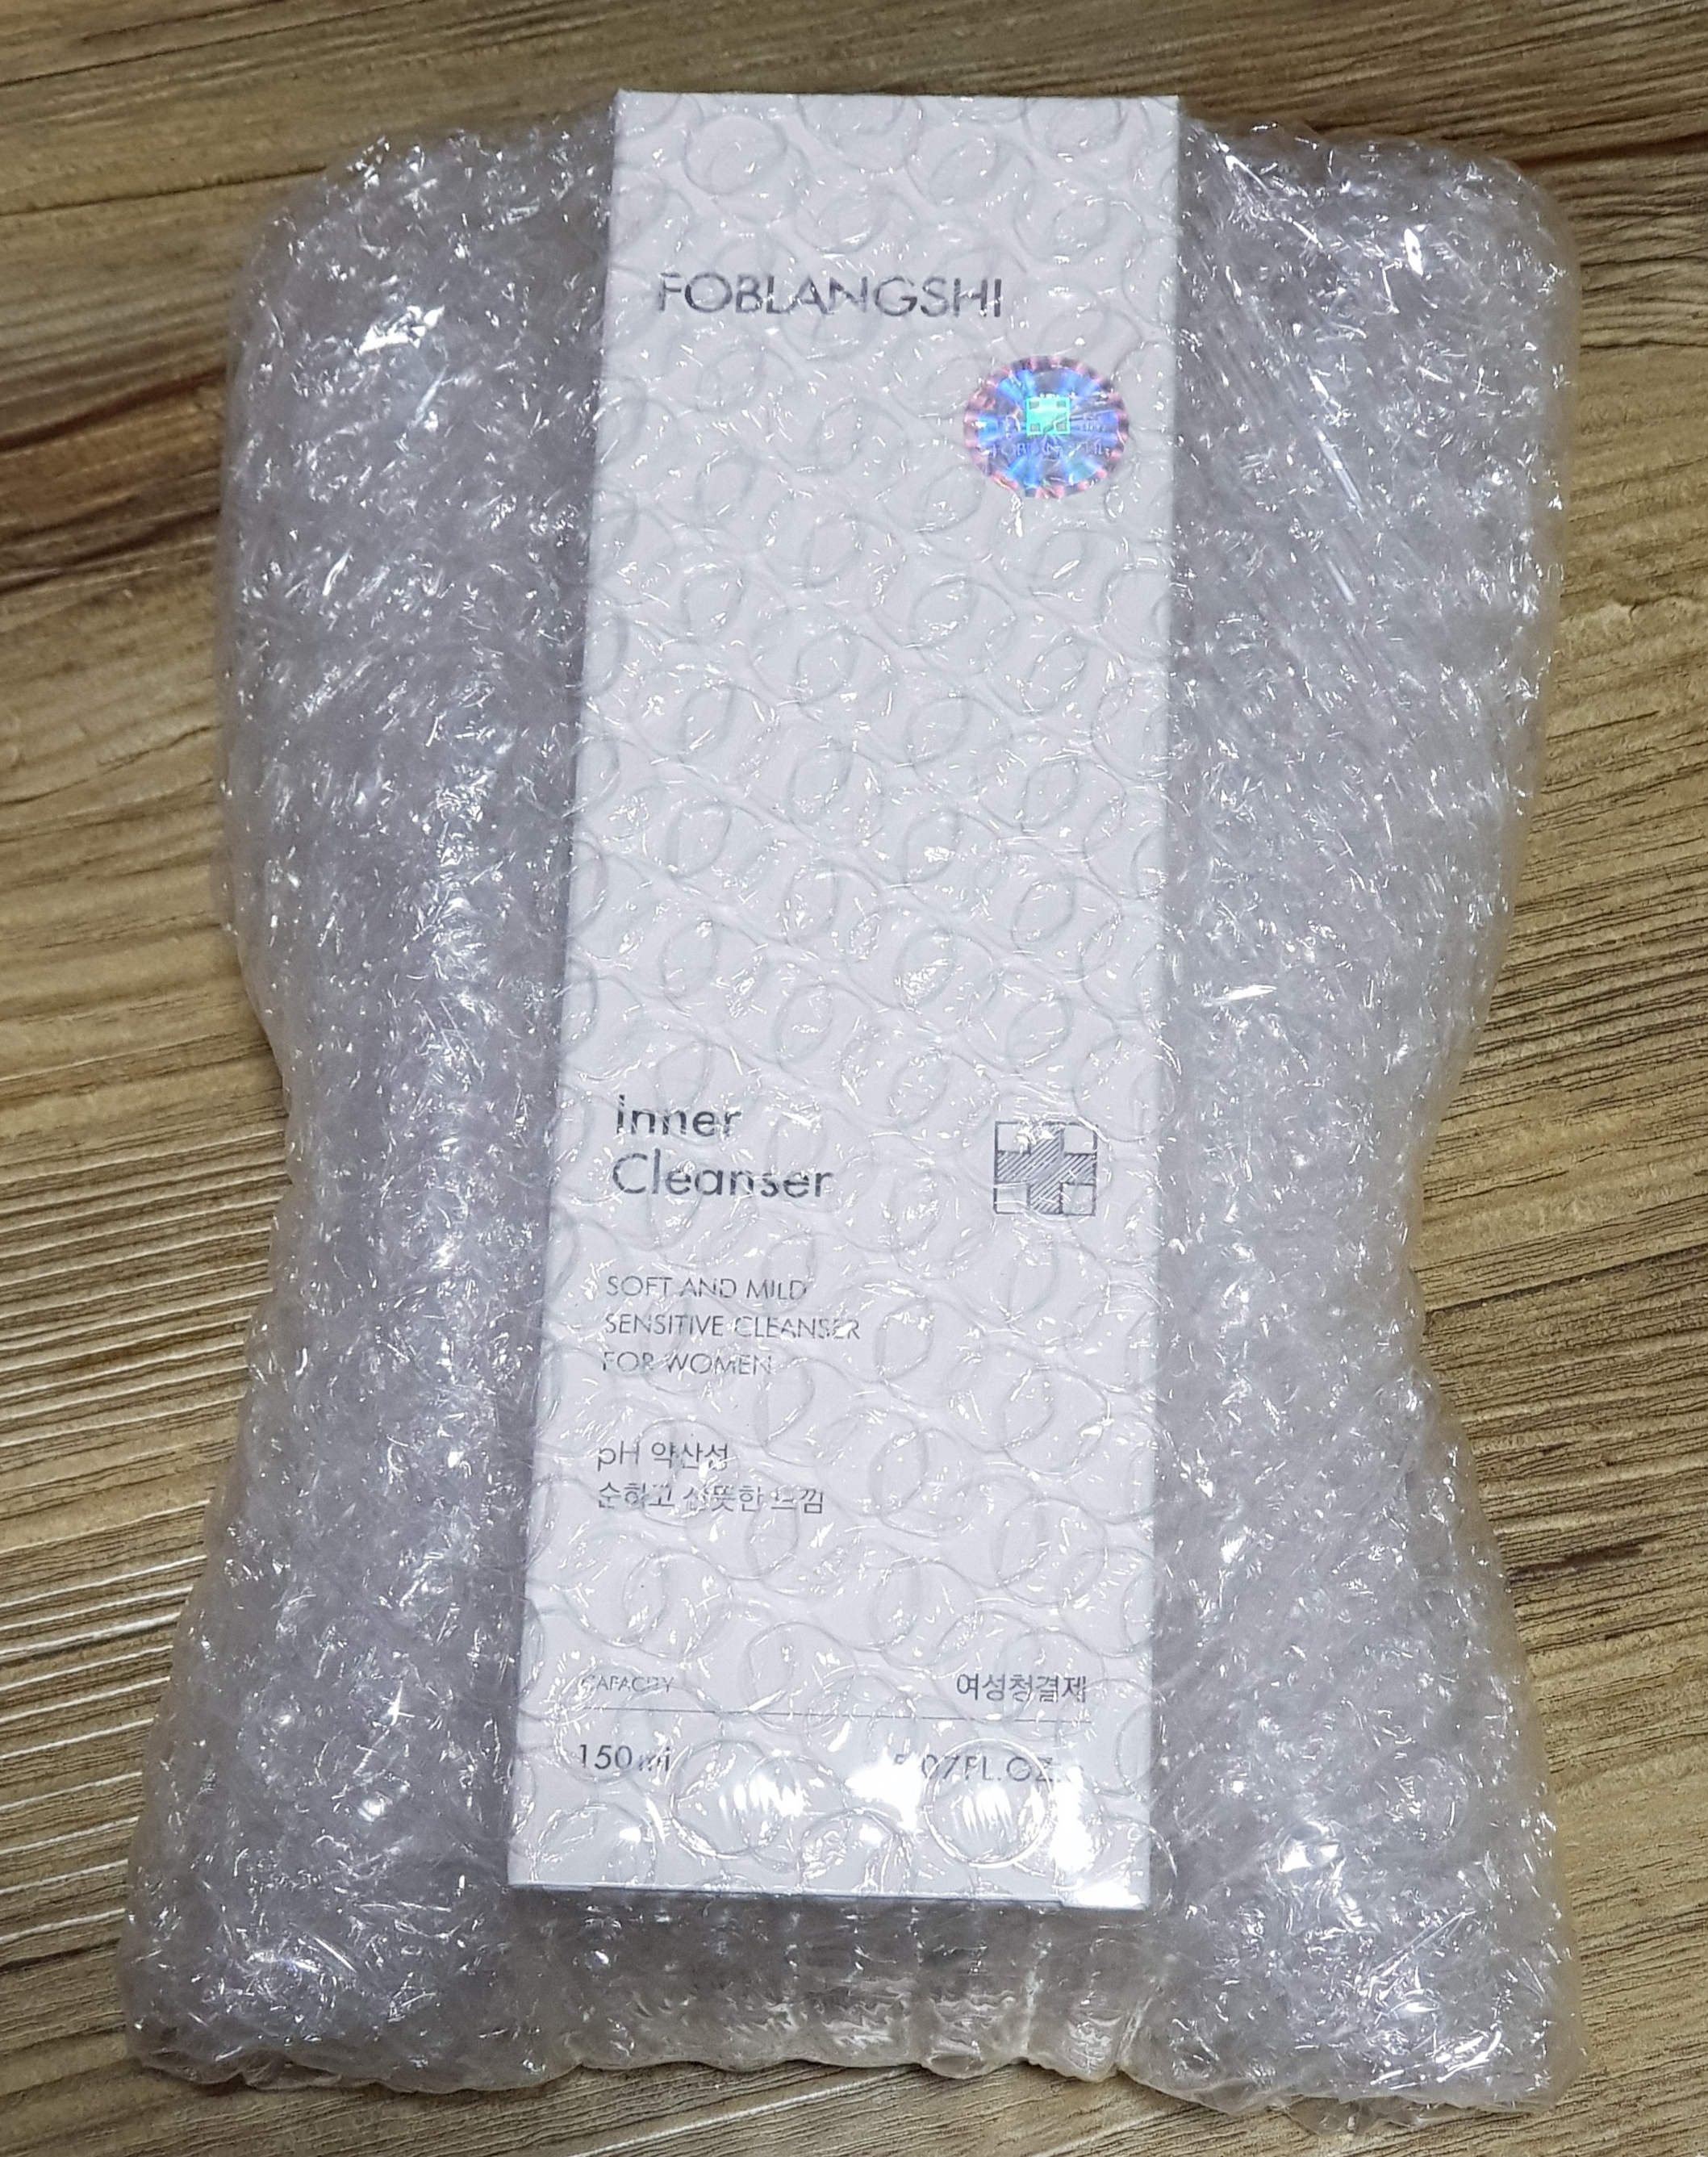 FOBLANGSHI
inner
Cleanser
SOFT AND MILD
SENSITIVE CLEANSER
FOR WOMEN
pH 약산성
순하고 산뜻한 느낌
CAPACITY 여성청결제
150ml 5.07FL.OZ.